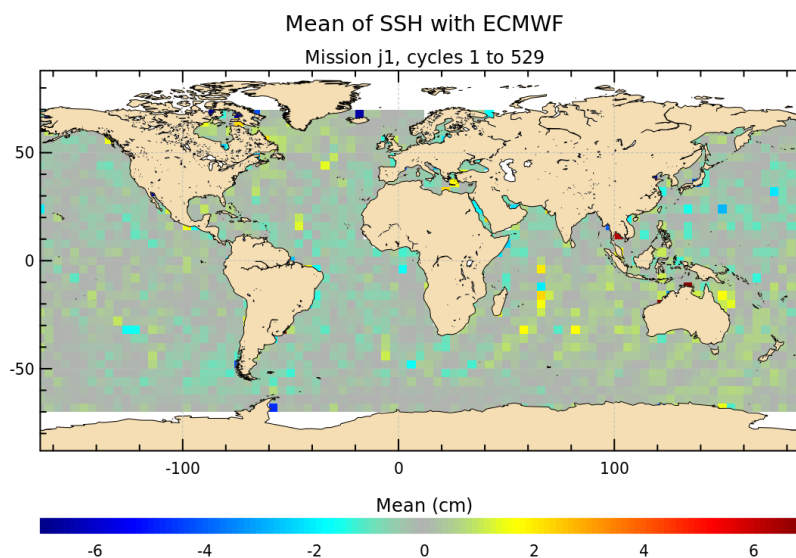 Mean of SSH with ECMWF
Mission j1, cycles 1 to 529
50
0
-50
-100 0 100
Mean (cm)
-6 -4 -2 0 2 4 6